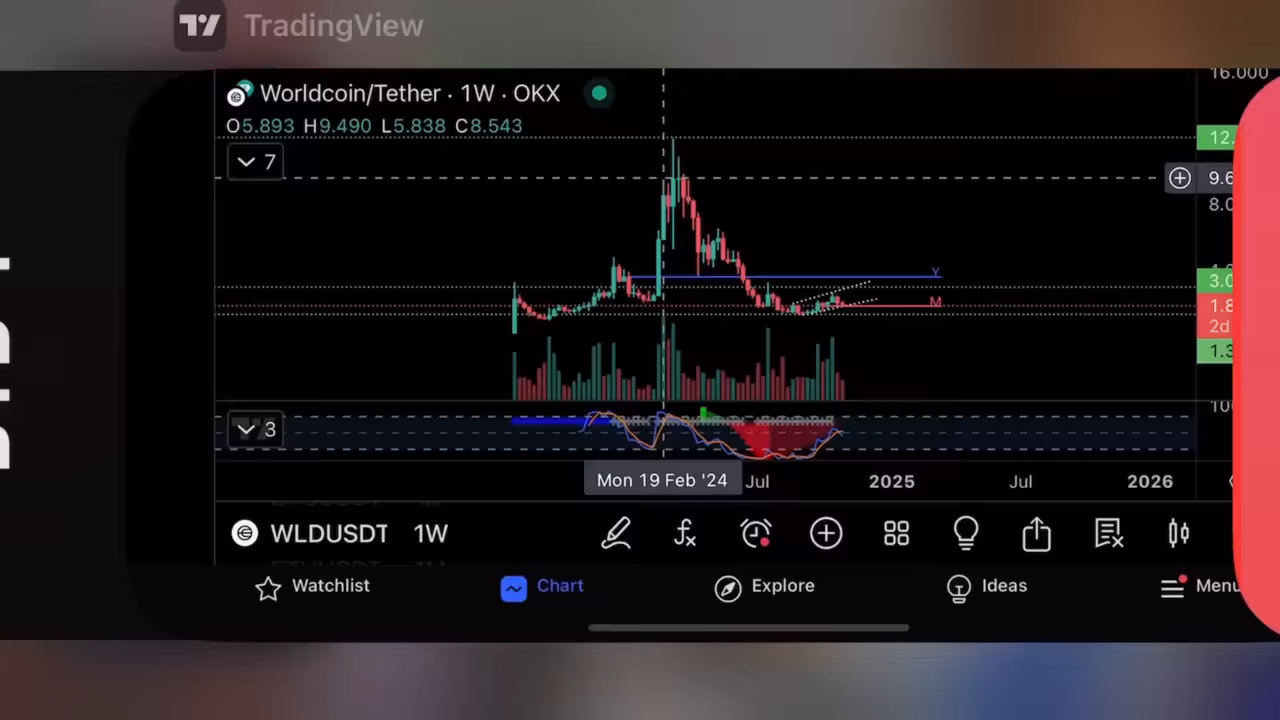 TradingView
16.000
Worldcoin/Tether · 1W · OKX
O5.893 H9.490 L5.838 C8.543
12.
7
9.6
8.0
Y
3.0
M
1.8
2d
1.3
10
3
Mon 19 Feb '24
Jul
2025
Jul
2026
WLDUSDT 1W
Watchlist
Chart
Explore
Ideas
Menu